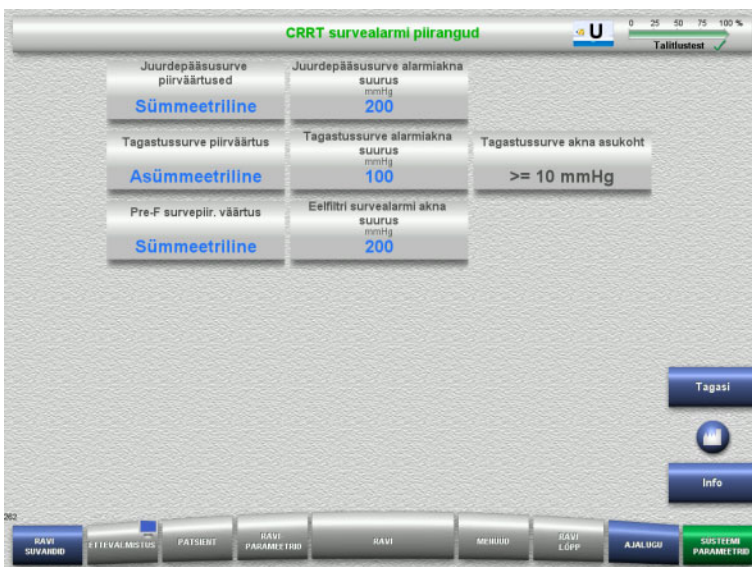 CRRT survealarmi piirangud
U
0 25 50 75 100 %
Talitlustest
Juurdepääsusurve
piirväärtused
Sümmeetriline
Juurdepääsusurve alarmiakna
suurus
mmHg
200
Tagastussurve piirväärtus
Asümmeetriline
Tagastussurve alarmiakna
suurus
mmHg
100
Tagastussurve akna asukoht
>= 10 mmHg
Pre-F survepiir. väärtus
Sümmeetriline
Eelfiltri survealarmi akna
suurus
mmHg
200
Tagasi
Info
262
RAVI
SUVANDID
ETTEVALMISTUS
PATSIENT
RAVI
PARAMEETRID
RAVI
MENÜÜD
RAVI
LÕPP
AJALUGU
SÜSTEEMI
PARAMEETRID